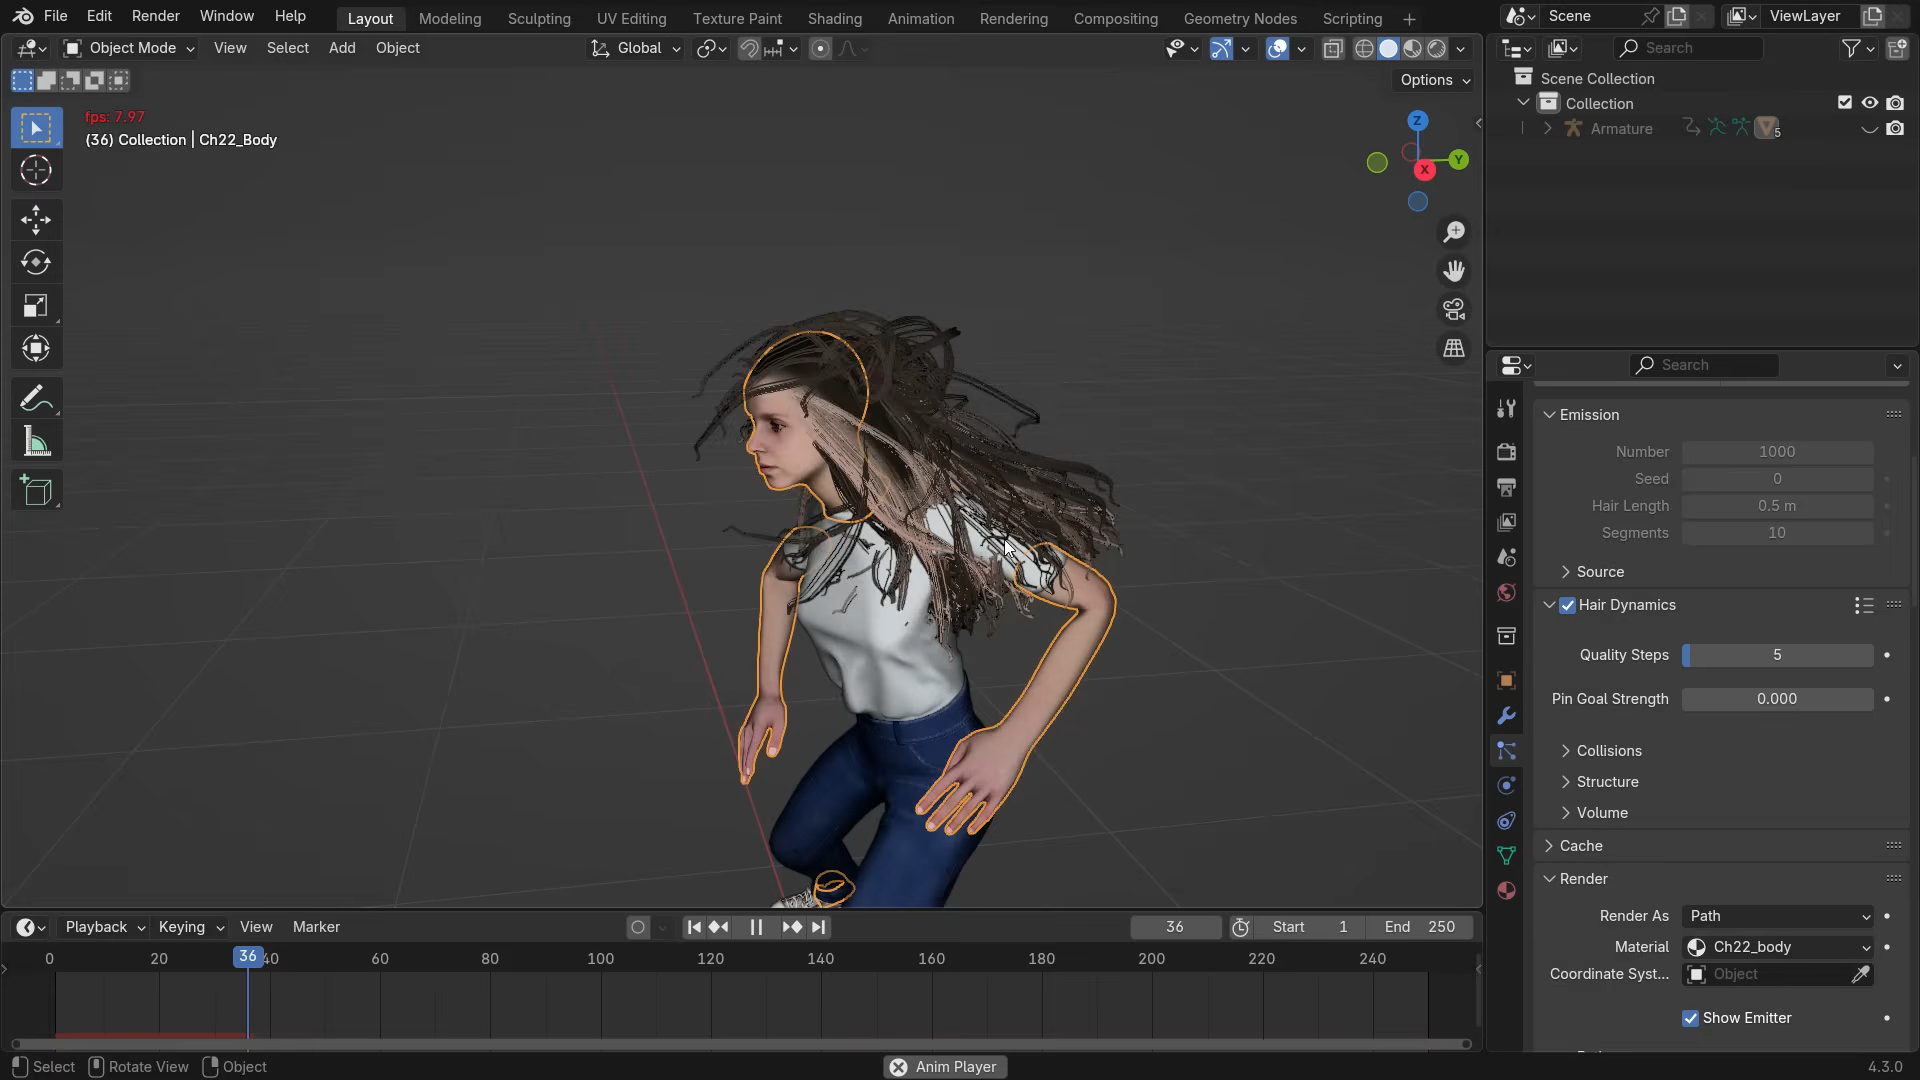 File Edit Render Window Help Layout Modeling Sculpting UV Editing Texture Paint Shading Animation Rendering Compositing Geometry Nodes Scripting + Scene ViewLayer
Object Mode View Select Add Object Global Search
Options
fps: 7.97
(36) Collection | Ch22_Body
Z
Y
X
Scene Collection
Collection
Armature 5
Search
Emission
Number 1000
Seed 0
Hair Length 0.5 m
Segments 10
Source
Hair Dynamics
Quality Steps 5
Pin Goal Strength 0.000
Collisions
Structure
Volume
Cache
Render
Render As Path
Material Ch22_body
Coordinate Syst... Object
Show Emitter
Playback Keying View Marker 36 Start 1 End 250
0 20 36 40 60 80 100 120 140 160 180 200 220 240
Select Rotate View Object Anim Player 4.3.0